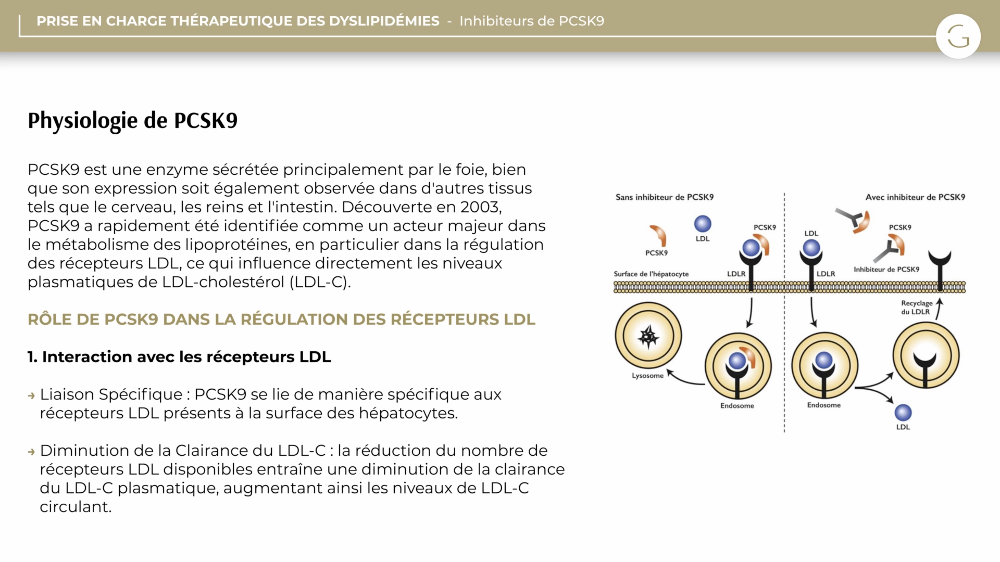 PRISE EN CHARGE THÉRAPEUTIQUE DES DYSLIPIDÉMIES - Inhibiteurs de PCSK9
G
Physiologie de PCSK9
PCSK9 est une enzyme sécrétée principalement par le foie, bien
que son expression soit également observée dans d'autres tissus
tels que le cerveau, les reins et l'intestin. Découverte en 2003,
PCSK9 a rapidement été identifiée comme un acteur majeur dans
le métabolisme des lipoprotéines, en particulier dans la régulation
des récepteurs LDL, ce qui influence directement les niveaux
plasmatiques de LDL-cholestérol (LDL-C).
RÔLE DE PCSK9 DANS LA RÉGULATION DES RÉCEPTEURS LDL
1. Interaction avec les récepteurs LDL
→ Liaison Spécifique : PCSK9 se lie de manière spécifique aux
récepteurs LDL présents à la surface des hépatocytes.
→ Diminution de la Clairance du LDL-C : la réduction du nombre de
récepteurs LDL disponibles entraîne une diminution de la clairance
du LDL-C plasmatique, augmentant ainsi les niveaux de LDL-C
circulant.
Sans inhibiteur de PCSK9
PCSK9
LDL
PCSK9
Surface de l'hépatocyte
LDLR
Lysosome
Endosome
Avec inhibiteur de PCSK9
LDL
PCSK9
LDLR
Inhibiteur de PCSK9
Recyclage
du LDLR
Endosome
LDL